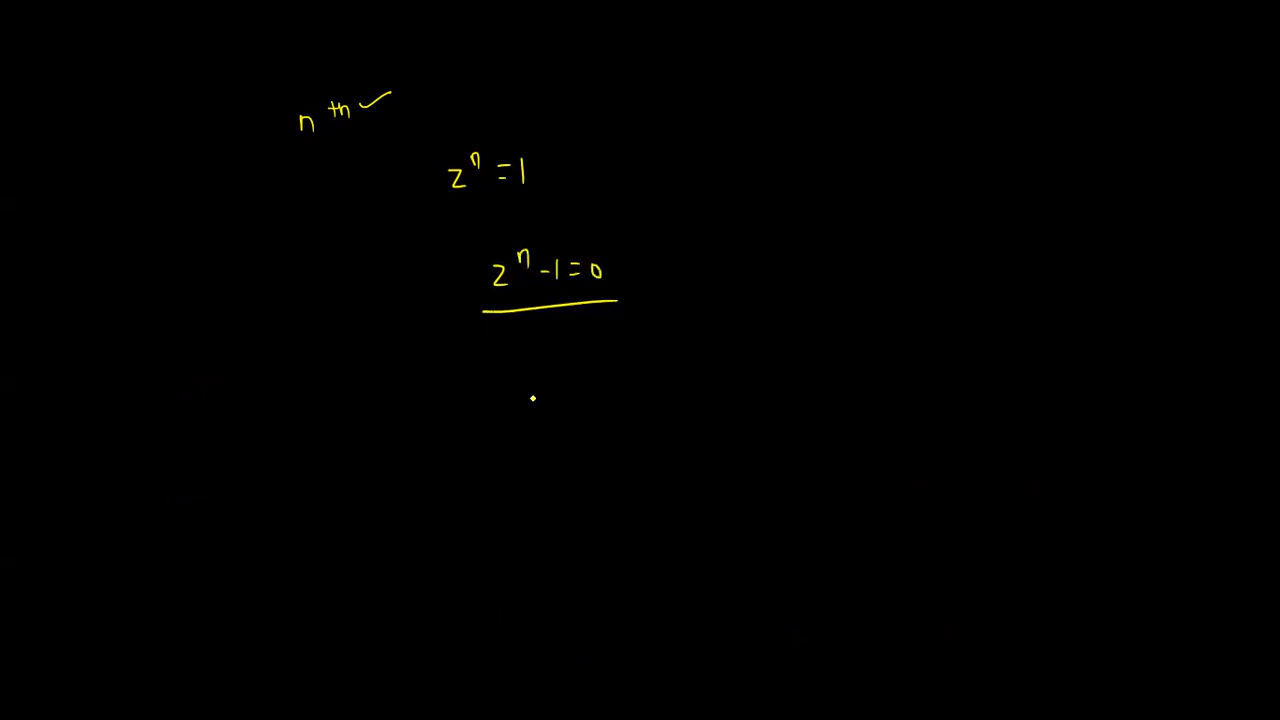 n th ✓
z^n = 1
z^n - 1 = 0